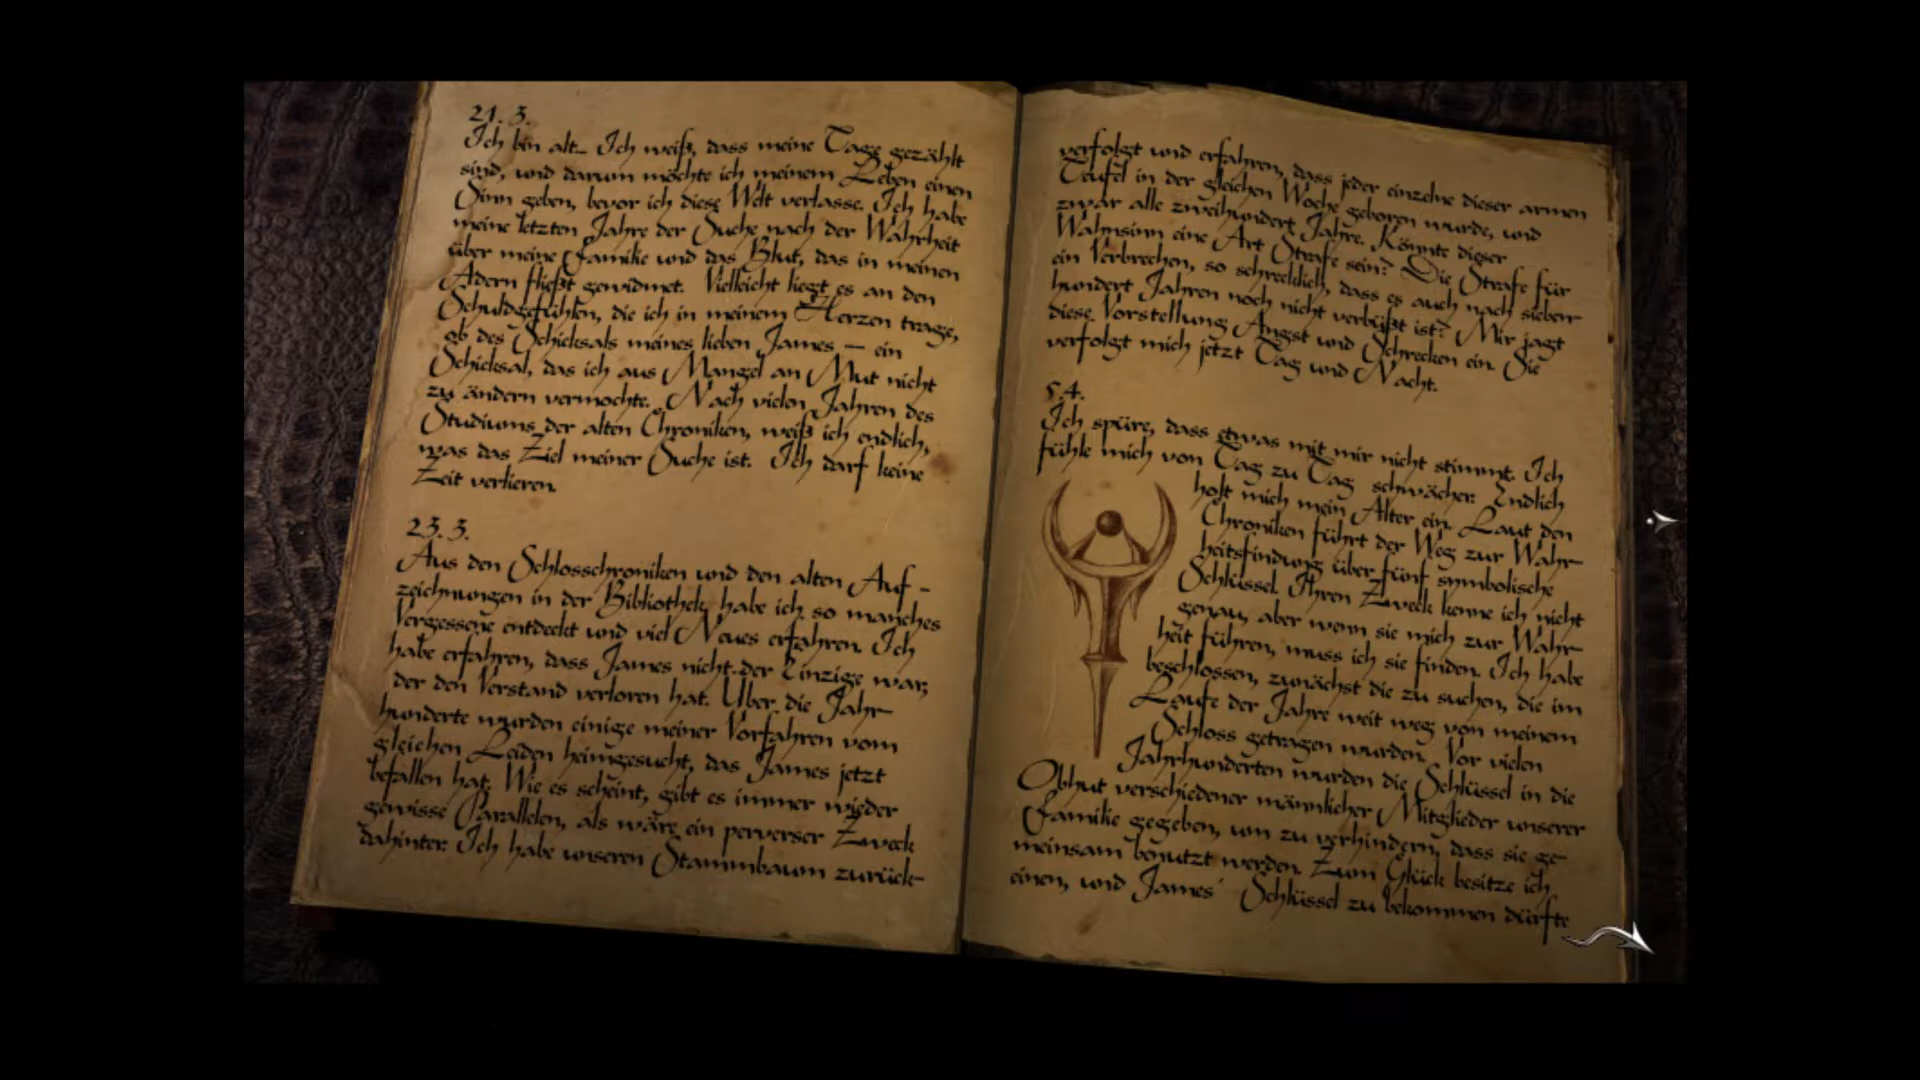 21. 3.
Ich bin alt... Ich weiß, dass meine Tage gezählt
sind, und darum möchte ich meinem Leben einen
Sinn geben, bevor ich diese Welt verlasse. Ich habe
meine letzten Jahre der Suche nach der Wahrheit
über meine Familie und das Blut, das in meinen
Adern fließt gewidmet. Vielleicht liegt es an den
Schuldgefühlen, die ich in meinem Herzen trage,
ob des Schicksals meines lieben James – ein
Schicksal, das ich aus Mangel an Mut nicht
zu ändern vermochte. Nach vielen Jahren des
Studiums der alten Chroniken, weiß ich endlich,
was das Ziel meiner Suche ist. Ich darf keine
Zeit verlieren.
23. 3.
Aus den Schlosschroniken und den alten Auf-
zeichnungen in der Bibliothek, habe ich so manches
Vergessene entdeckt und viel Neues erfahren. Ich
habe erfahren, dass James nicht der Einzige war,
der den Verstand verloren hat. Über die Jahr-
hunderte wurden einige meiner Vorfahren vom
gleichen Leiden heimgesucht, das James jetzt
befallen hat. Wie es scheint, gibt es immer wieder
gewisse Parallelen, als wäre ein perverser Zweck
dahinter. Ich habe unseren Stammbaum zurück-
verfolgt und erfahren, dass jeder einzelne dieser armen
Teufel in der gleichen Woche geboren wurde, und
zwar alle zweihundert Jahre. Könnte dieser
Wahnsinn eine Art Strafe sein? Die Strafe für
ein Verbrechen, so schrecklich, dass es auch nach sieben-
hundert Jahren noch nicht verbüßt ist? Mir jagt
diese Vorstellung Angst und Schrecken ein. Sie
verfolgt mich jetzt Tag und Nacht.
5.4.
Ich spüre, dass etwas mit mir nicht stimmt. Ich
fühle mich von Tag zu Tag schwächer. Endlich
holt mich mein Alter ein. Laut den
Chroniken führt der Weg zur Wahr-
heitsfindung über fünf symbolische
Schlüssel. Ihren Zweck kenne ich nicht
genau, aber wenn sie mich zur Wahr-
heit führen, muss ich sie finden. Ich habe
beschlossen, zunächst die zu suchen, die im
Laufe der Jahre weit weg von meinem
Schloss getragen wurden. Vor vielen
Jahrhunderten wurden die Schlüssel in die
Obhut verschiedener männlicher Mitglieder unserer
Familie gegeben, um zu verhindern, dass sie ge-
meinsam benutzt werden. Zum Glück besitze ich
einen, und James' Schlüssel zu bekommen dürfte